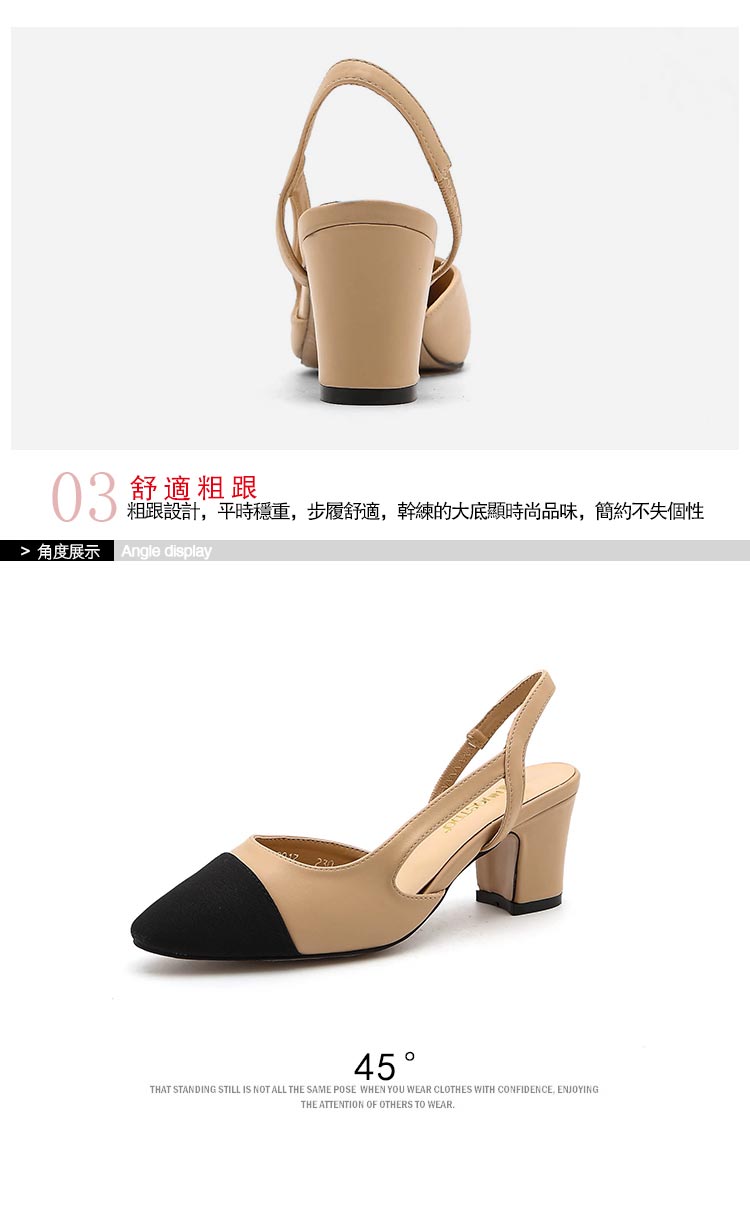 03 舒適粗跟
粗跟設計，平時穩重，步履舒適，幹練的大底顯時尚品味，簡約不失個性
> 角度展示 Angle display
230
45°
THAT STANDING STILL IS NOT ALL THE SAME POSE WHEN YOU WEAR CLOTHES WITH CONFIDENCE, ENJOYING
THE ATTENTION OF OTHERS TO WEAR.